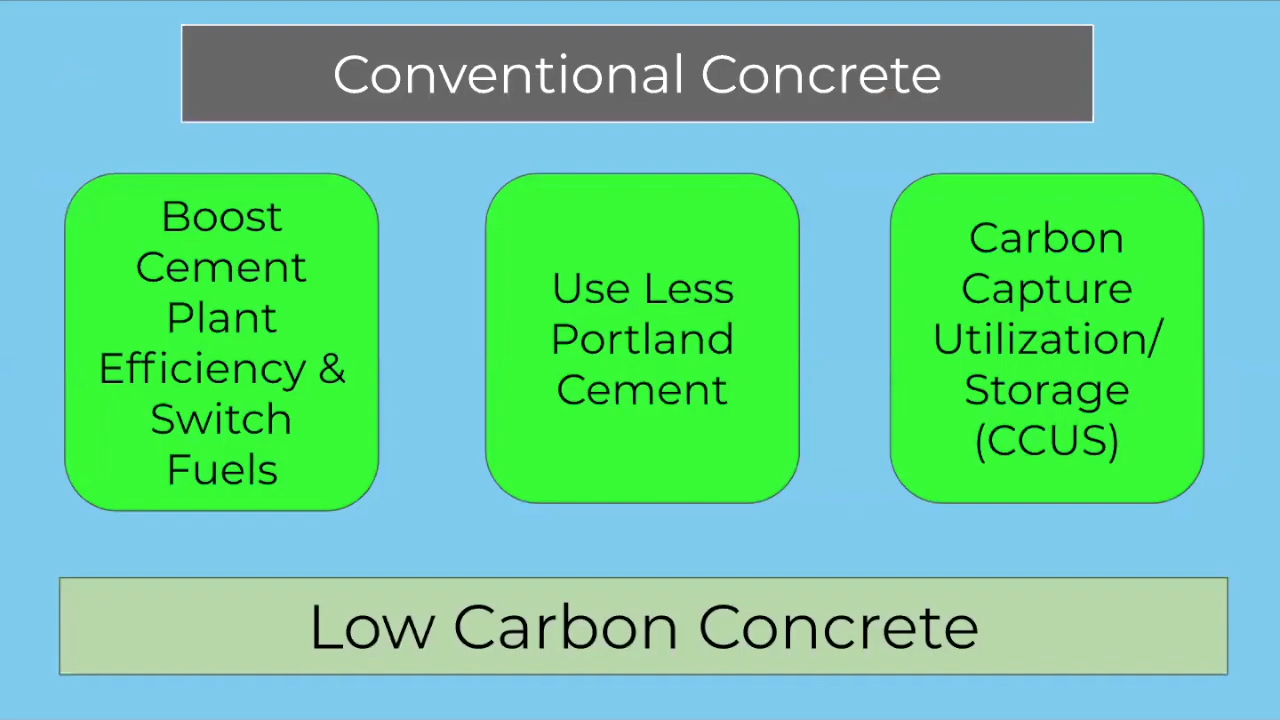 Conventional Concrete
Boost
Cement
Plant
Efficiency &
Switch
Fuels
Use Less
Portland
Cement
Carbon
Capture
Utilization/
Storage
(CCUS)
Low Carbon Concrete